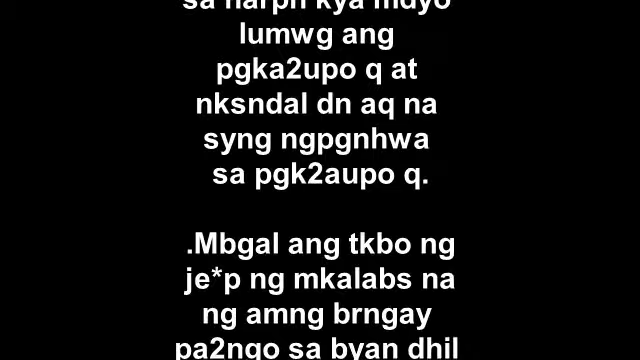 sa harpn kya mdyo
lumwg ang
pgka2upo q at
nksndal dn aq na
syng ngpgnhwa
sa pgk2aupo q.
.Mbgal ang tkbo ng
je*p ng mkalabs na
ng amng brngay
pa2ngo sa byan dhil